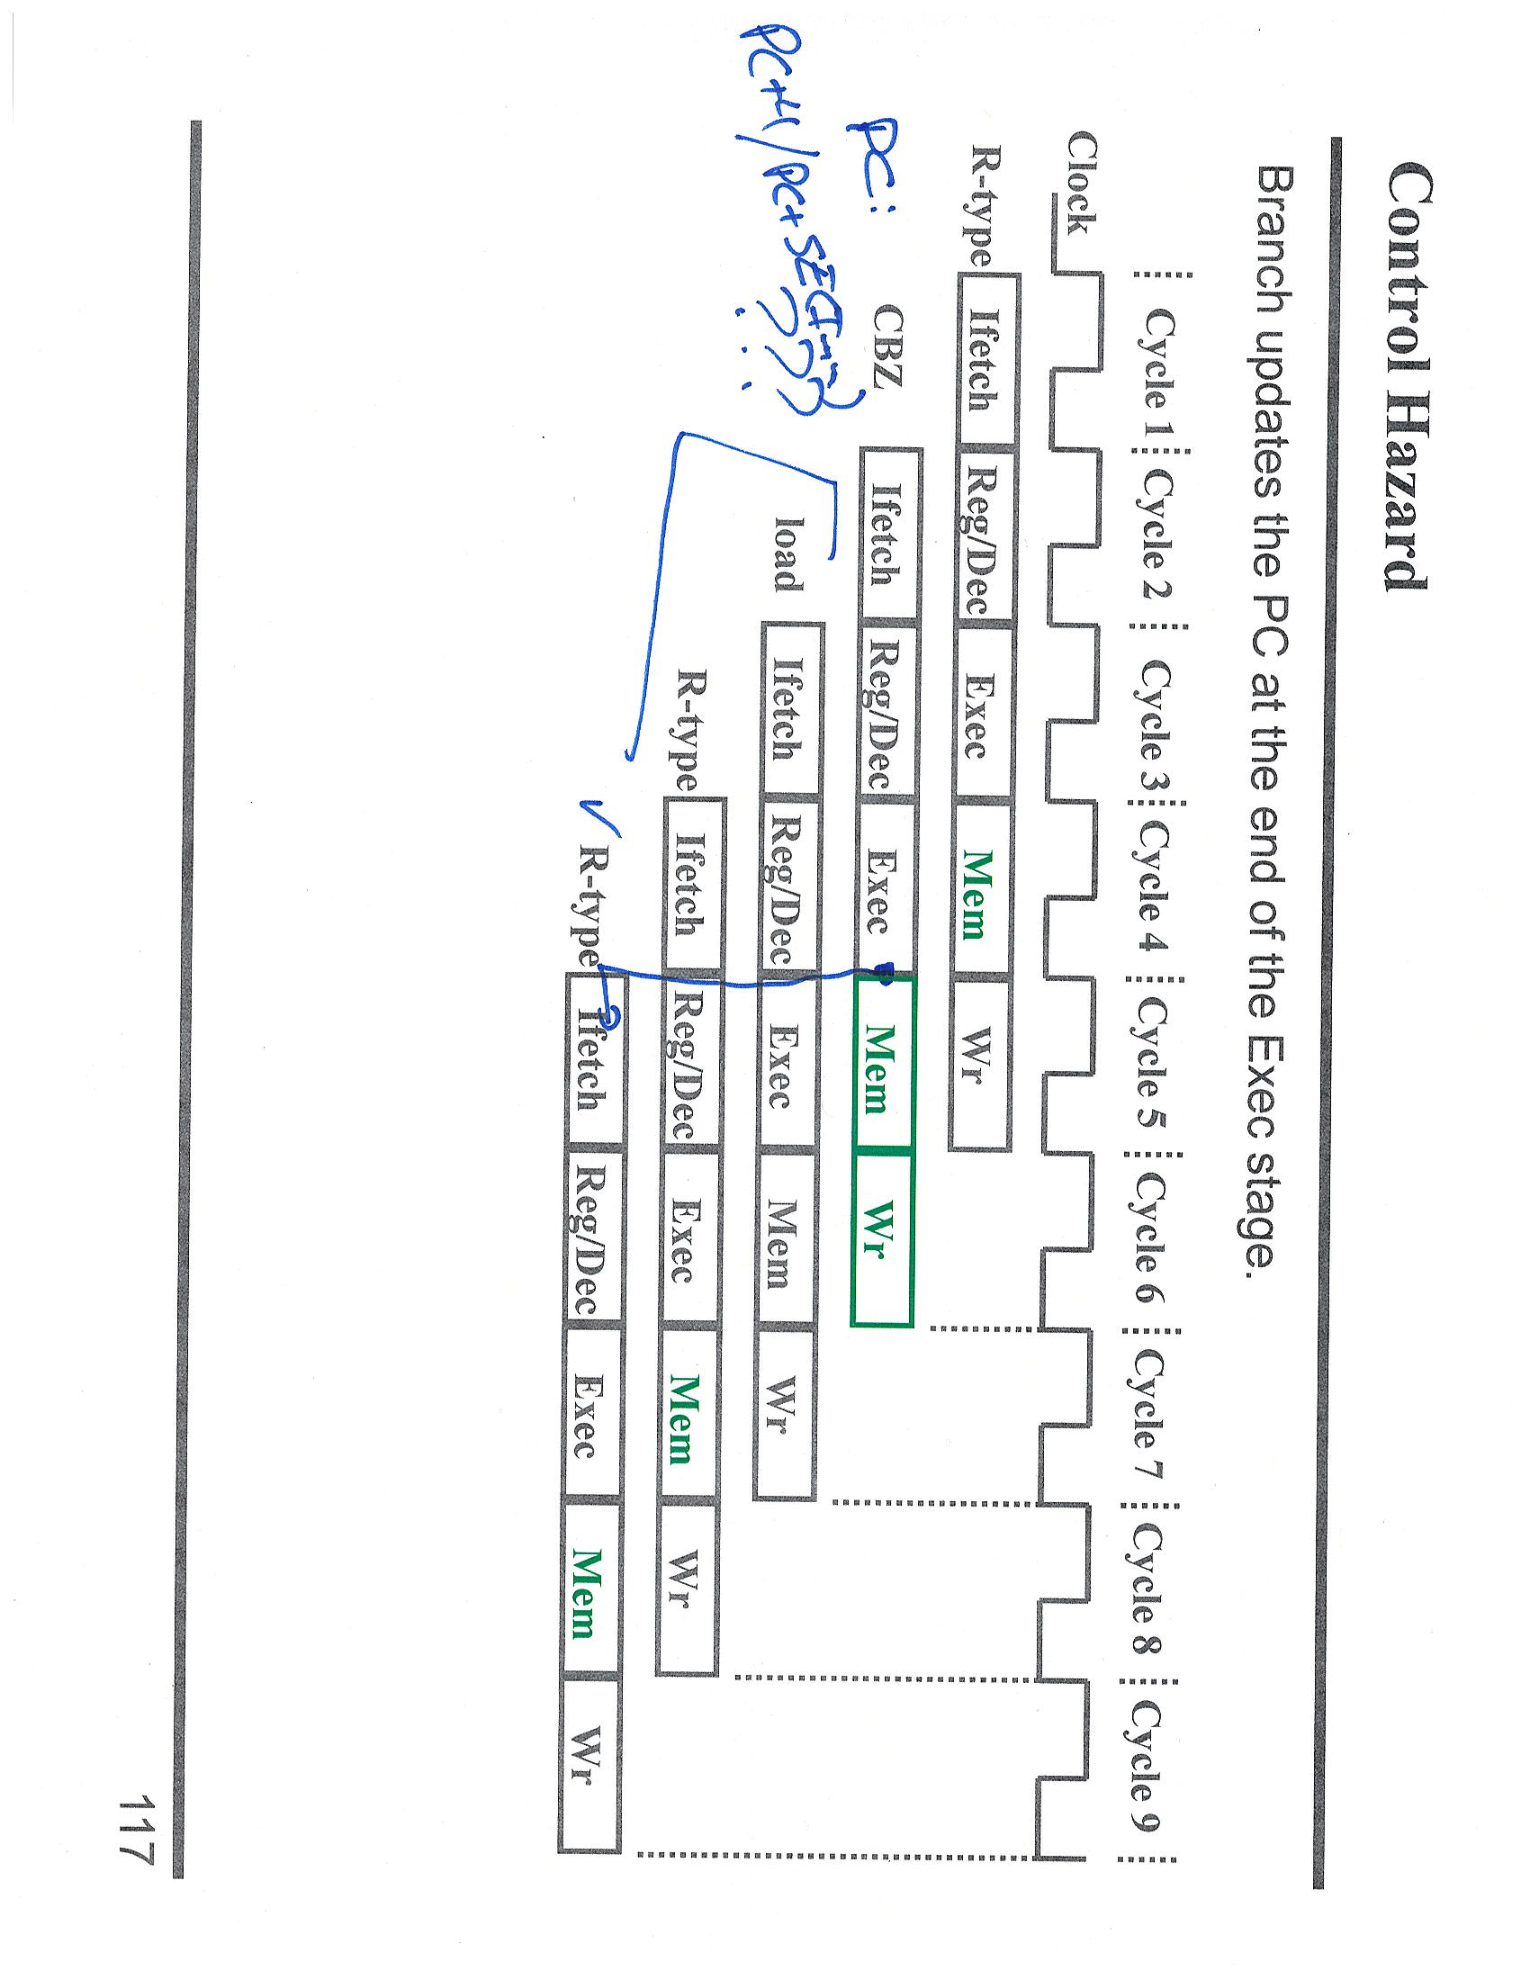 Control Hazard
Branch updates the PC at the end of the Exec stage.
Cycle 1 Cycle 2 Cycle 3 Cycle 4 Cycle 5 Cycle 6 Cycle 7 Cycle 8 Cycle 9
Clock
R-type Ifetch Reg/Dec Exec Mem Wr
PC: CBZ Ifetch Reg/Dec Exec Mem Wr
load Ifetch Reg/Dec Exec Mem Wr
PC+4/PC+SE(Imm)
???
R-type Ifetch Reg/Dec Exec Mem Wr
✓ R-type Ifetch Reg/Dec Exec Mem Wr
117